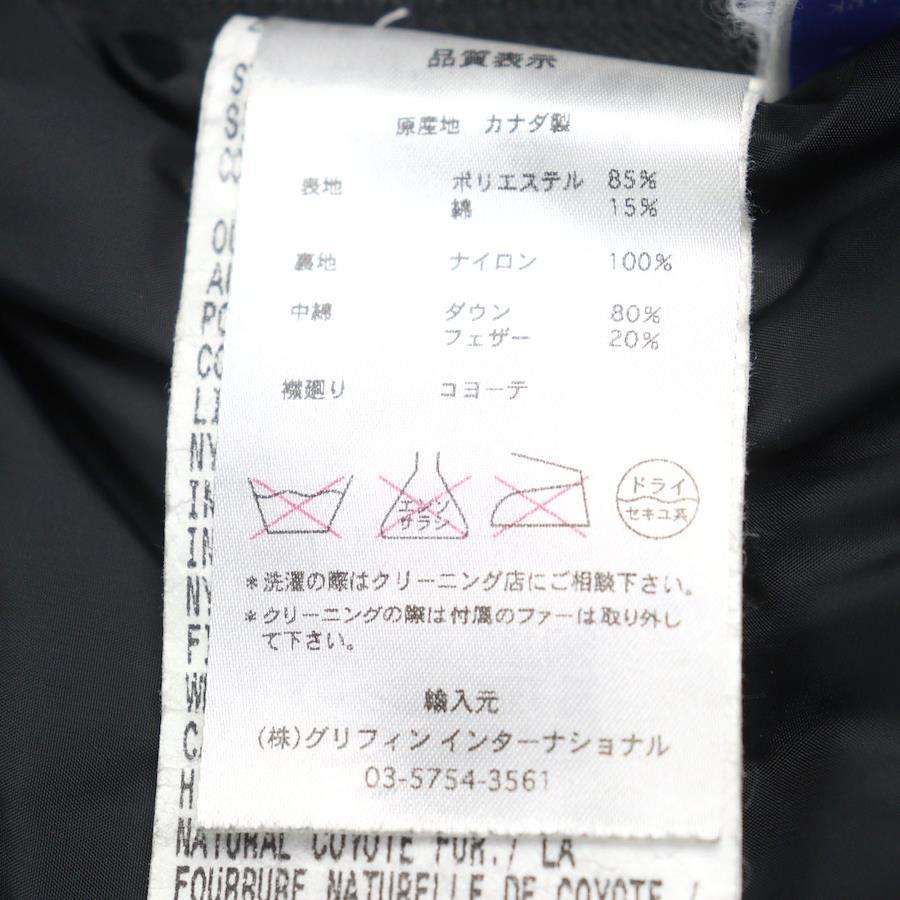 品質表示
原産地 カナダ製
表地 ポリエステル 85%
綿 15%
裏地 ナイロン 100%
中綿 ダウン 80%
フェザー 20%
襟廻り コヨーテ
エンソ
サラシ
ドライ
セキユ系
*洗濯の際はクリーニング店にご相談下さい。
*クリーニングの際は付属のファーは取り外し
て下さい。
輸入元
(株)グリフィン インターナショナル
03-5754-3561
NATURAL COYOTE FUR./ LA
FOURRURE NATURELLE DE COYOTE /